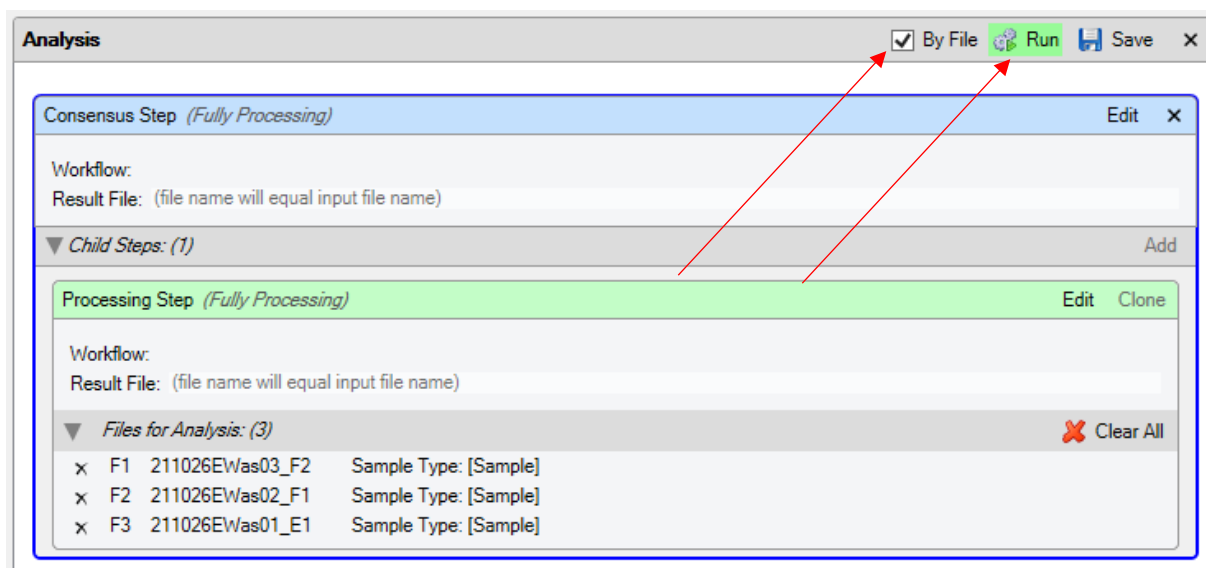 Analysis By File Run Save ×
Consensus Step (Fully Processing) Edit ×
Workflow:
Result File: (file name will equal input file name)
Child Steps: (1) Add
Processing Step (Fully Processing) Edit Clone
Workflow:
Result File: (file name will equal input file name)
Files for Analysis: (3) Clear All
× F1 211026EWas03_F2 Sample Type: [Sample]
× F2 211026EWas02_F1 Sample Type: [Sample]
× F3 211026EWas01_E1 Sample Type: [Sample]